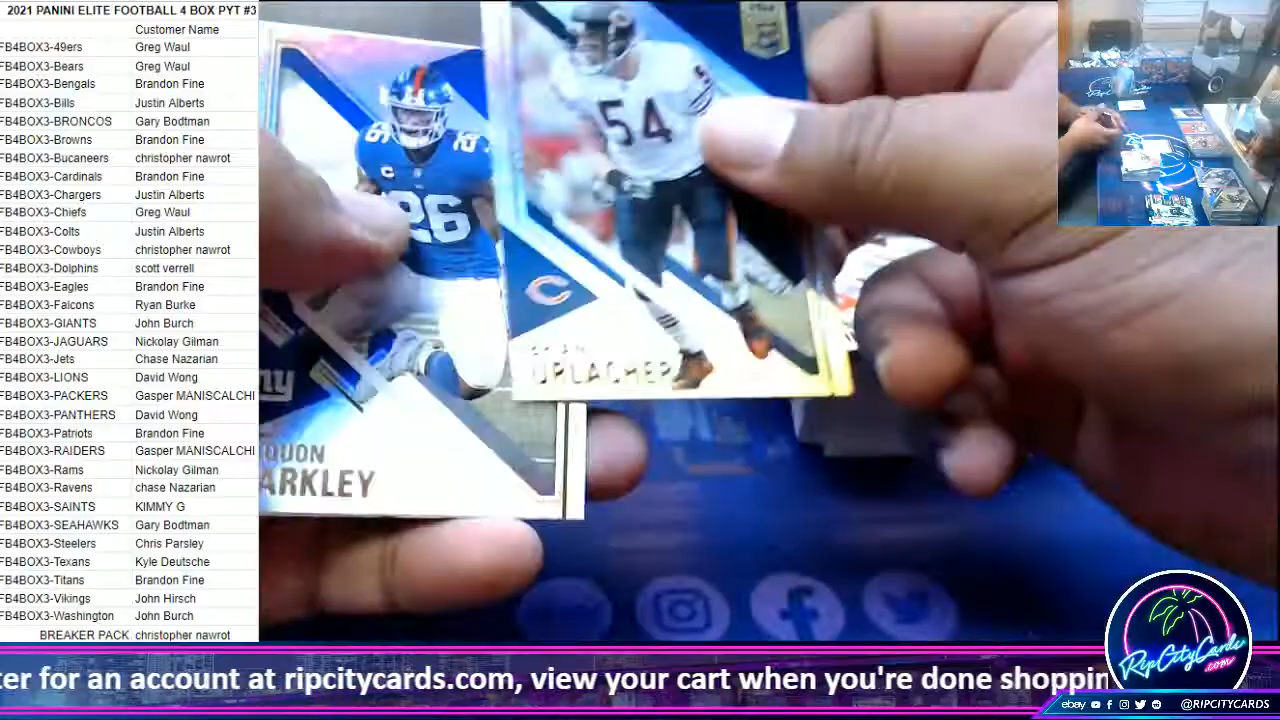 2021 PANINI ELITE FOOTBALL 4 BOX PYT #3
Customer Name
FB4BOX3-49ers Greg Waul
FB4BOX3-Bears Greg Waul
FB4BOX3-Bengals Brandon Fine
FB4BOX3-Bills Justin Alberts
FB4BOX3-BRONCOS Gary Bodtman
FB4BOX3-Browns Brandon Fine
FB4BOX3-Bucaneers christopher nawrot
FB4BOX3-Cardinals Brandon Fine
FB4BOX3-Chargers Justin Alberts
FB4BOX3-Chiefs Greg Waul
FB4BOX3-Colts Justin Alberts
FB4BOX3-Cowboys christopher nawrot
FB4BOX3-Dolphins scott verrell
FB4BOX3-Eagles Brandon Fine
FB4BOX3-Falcons Ryan Burke
FB4BOX3-GIANTS John Burch
FB4BOX3-JAGUARS Nickolay Gilman
FB4BOX3-Jets Chase Nazarian
FB4BOX3-LIONS David Wong
FB4BOX3-PACKERS Gasper MANISCALCHI
FB4BOX3-PANTHERS David Wong
FB4BOX3-Patriots Brandon Fine
FB4BOX3-RAIDERS Gasper MANISCALCHI
FB4BOX3-Rams Nickolay Gilman
FB4BOX3-Ravens chase Nazarian
FB4BOX3-SAINTS KIMMY G
FB4BOX3-SEAHAWKS Gary Bodtman
FB4BOX3-Steelers Chris Parsley
FB4BOX3-Texans Kyle Deutsche
FB4BOX3-Titans Brandon Fine
FB4BOX3-Vikings John Hirsch
FB4BOX3-Washington John Burch
BREAKER PACK christopher nawrot
54
26
26
C
BRIAN
URLACHER
ny
QUON
ARKLEY
RipCityCards
.com
te for an account at ripcitycards.com, view your cart when you're done shoppin
ebay @RIPCITYCARDS